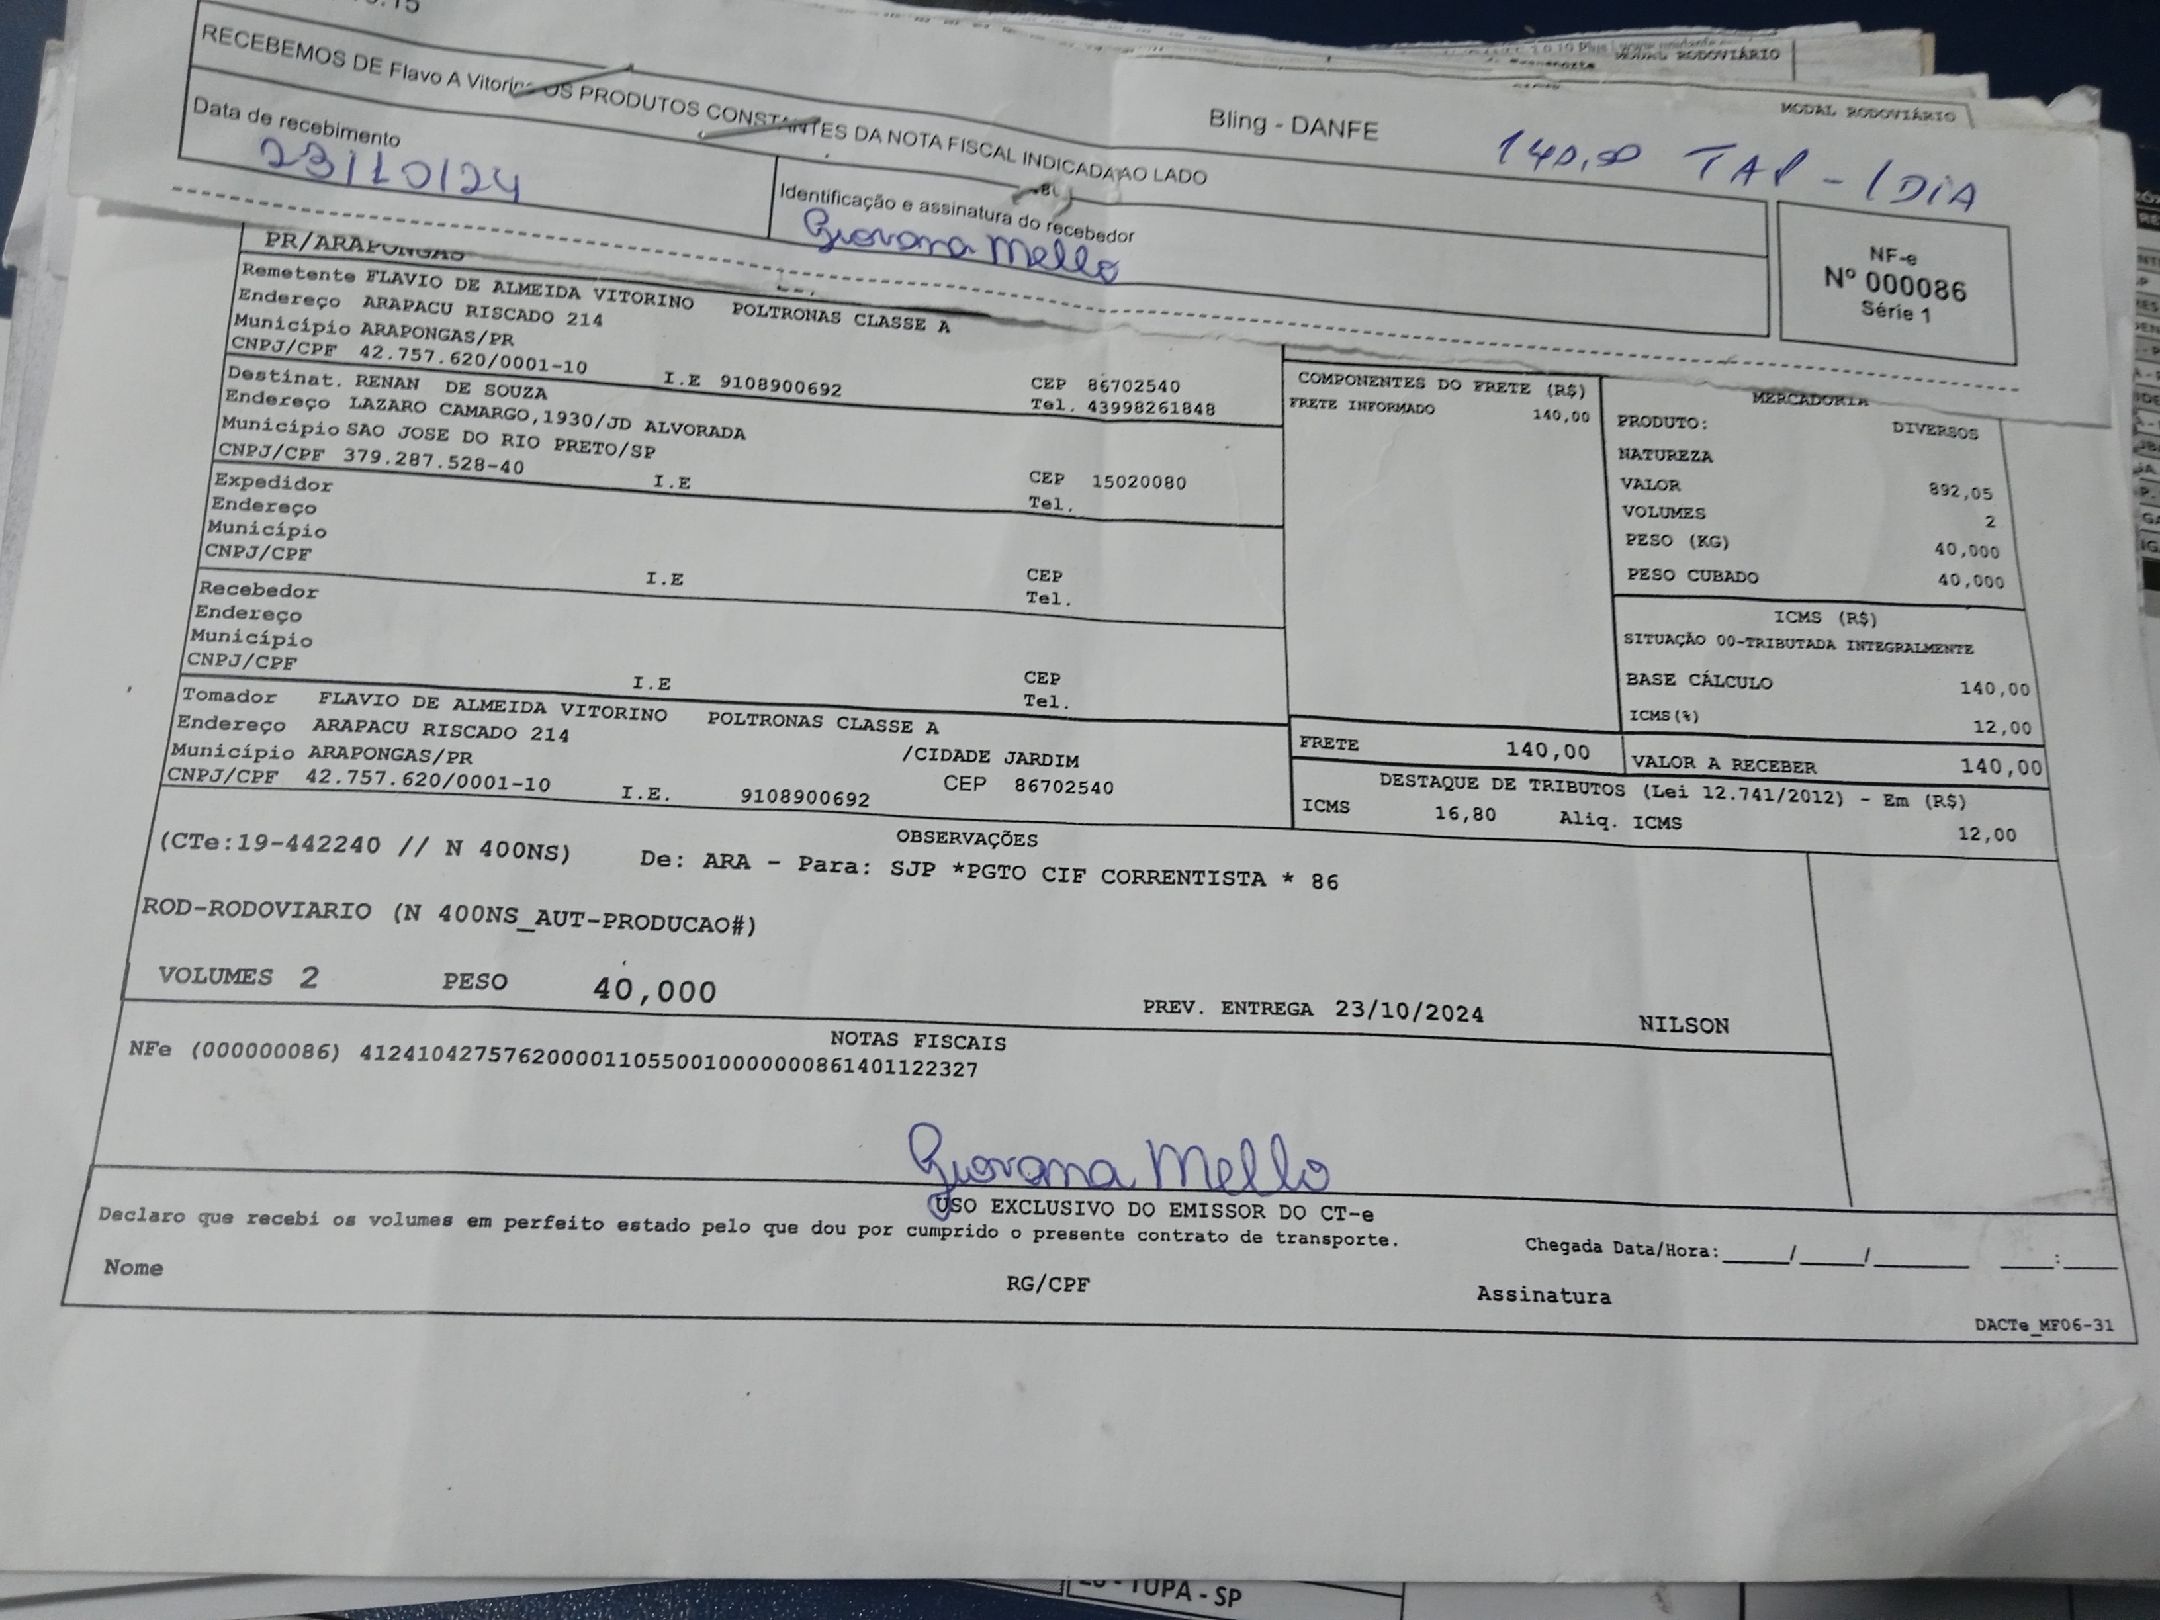 RECEBEMOS DE Flavo A Vitorino OS PRODUTOS CONSTANTES DA NOTA FISCAL INDICADA AO LADO
Bling - DANFE
140,00 TAP - 1 DIA
MODAL RODOVIÁRIO
MODAL RODOVIÁRIO
Data de recebimento
23/10/24
Identificação e assinatura do recebedor
Giovana Mello
NF-e
Nº 000086
Série 1
PR/ARAPONGAS
Remetente FLAVIO DE ALMEIDA VITORINO POLTRONAS CLASSE A
Endereço ARAPACU RISCADO 214
Município ARAPONGAS/PR
CNPJ/CPF 42.757.620/0001-10 I.E 9108900692
CEP 86702540
Tel. 43998261848
Destinat. RENAN DE SOUZA
Endereço LAZARO CAMARGO,1930/JD ALVORADA
Município SAO JOSE DO RIO PRETO/SP
CNPJ/CPF 379.287.528-40 I.E
CEP 15020080
Tel.
Expedidor
Endereço
Município
CNPJ/CPF I.E
CEP
Tel.
Recebedor
Endereço
Município
CNPJ/CPF I.E
CEP
Tel.
Tomador FLAVIO DE ALMEIDA VITORINO POLTRONAS CLASSE A
Endereço ARAPACU RISCADO 214 /CIDADE JARDIM
Município ARAPONGAS/PR CEP 86702540
CNPJ/CPF 42.757.620/0001-10 I.E. 9108900692
COMPONENTES DO FRETE (R$)
FRETE INFORMADO 140,00
MERCADORIA
PRODUTO: DIVERSOS
NATUREZA
VALOR 892,05
VOLUMES 2
PESO (KG) 40,000
PESO CUBADO 40,000
ICMS (R$)
SITUAÇÃO 00-TRIBUTADA INTEGRALMENTE
BASE CÁLCULO 140,00
ICMS(%) 12,00
FRETE 140,00
VALOR A RECEBER 140,00
DESTAQUE DE TRIBUTOS (Lei 12.741/2012) - Em (R$)
ICMS 16,80 Aliq. ICMS 12,00
OBSERVAÇÕES
(CTe:19-442240 // N 400NS) De: ARA - Para: SJP *PGTO CIF CORRENTISTA * 86
ROD-RODOVIARIO (N 400NS_AUT-PRODUCAO#)
VOLUMES 2 PESO 40,000
PREV. ENTREGA 23/10/2024 NILSON
NOTAS FISCAIS
NFe (000000086) 41241042757620000110550010000000861401122327
Giovana Mello
USO EXCLUSIVO DO EMISSOR DO CT-e
Declaro que recebi os volumes em perfeito estado pelo que dou por cumprido o presente contrato de transporte.
Chegada Data/Hora:_____/_____/_______ ____:____
Nome RG/CPF Assinatura
DACTe_MF06-31
- TUPA - SP